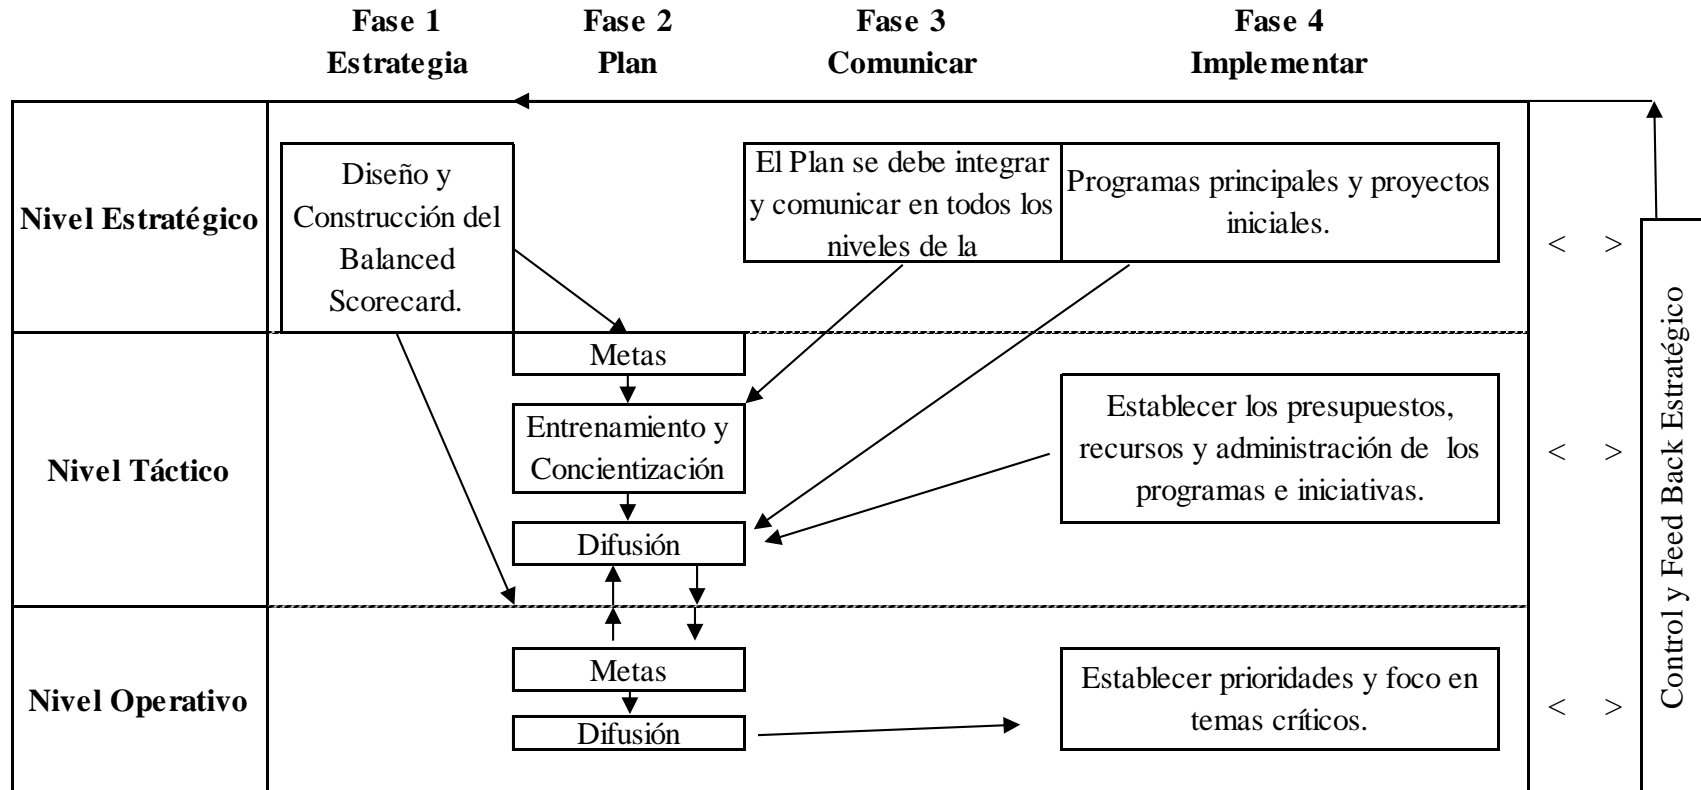 Fase 1
Estrategia
Fase 2
Plan
Fase 3
Comunicar
Fase 4
Implementar
Nivel Estratégico
Diseño y
Construcción del
Balanced
Scorecard.
El Plan se debe integrar
y comunicar en todos los
niveles de la
Programas principales y proyectos
iniciales.
< >
Nivel Táctico
Metas
Entrenamiento y
Concientización
Difusión
Establecer los presupuestos,
recursos y administración de los
programas e iniciativas.
< >
Nivel Operativo
Metas
Difusión
Establecer prioridades y foco en
temas críticos.
< >
Control y Feed Back Estratégico